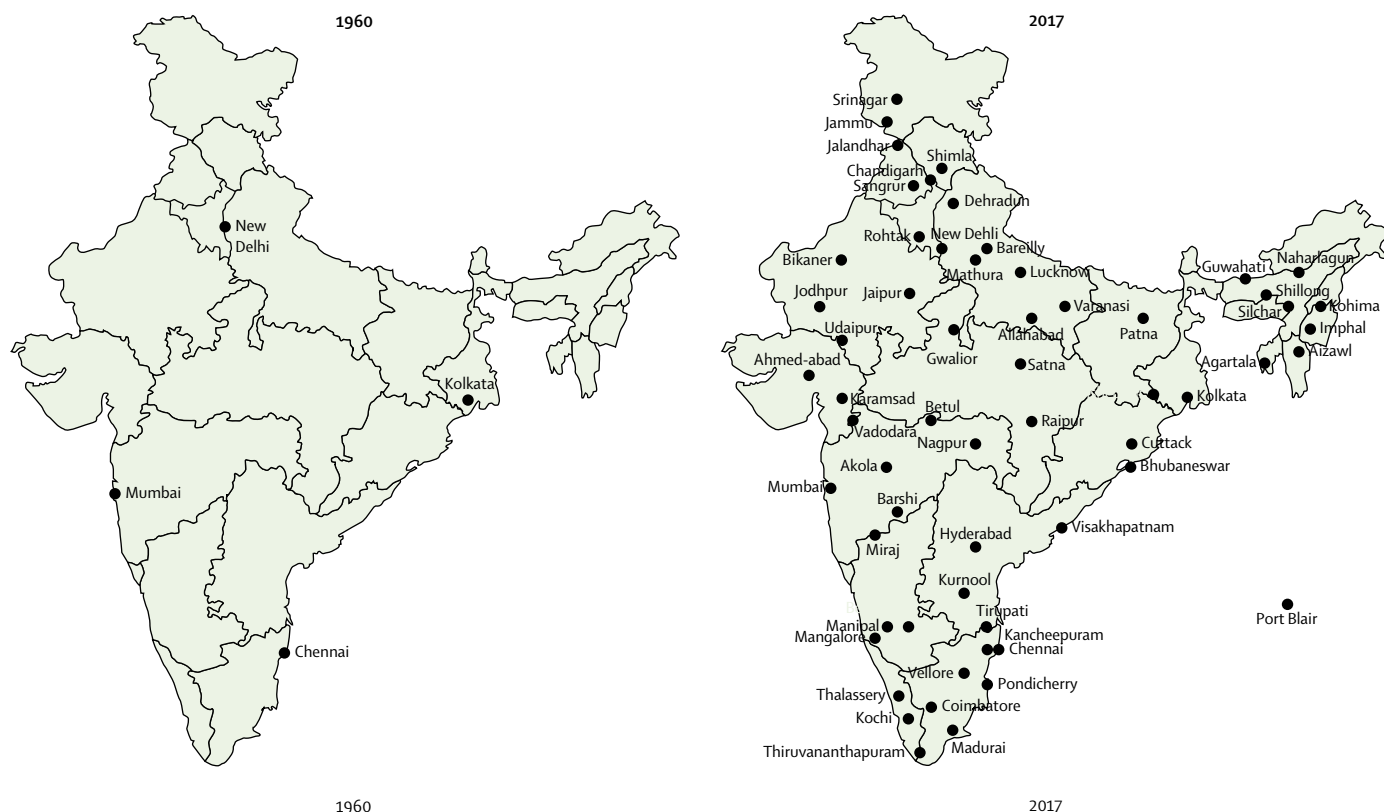 1960
New
Delhi
Kolkata
Mumbai
Chennai
1960
2017
Srinagar
Jammu
Jalandhar
Shimla
Chandigarh
Sangrur
Dehradun
Rohtak
New Dehli
Bareilly
Bikaner
Mathura
Lucknow
Guwahati
Naharlagun
Jodhpur
Jaipur
Varanasi
Shillong
Silchar
Kohima
Udaipur
Allahabad
Patna
Imphal
Ahmed-abad
Gwalior
Satna
Agartala
Aizawl
Karamsad
Kolkata
Betul
Raipur
Vadodara
Nagpur
Cuttack
Akola
Bhubaneswar
Mumbai
Barshi
Visakhapatnam
Miraj
Hyderabad
Kurnool
Tirupati
Port Blair
Manipal
Mangalore
Kancheepuram
Chennai
Vellore
Pondicherry
Thalassery
Coimbatore
Kochi
Thiruvananthapuram
Madurai
2017